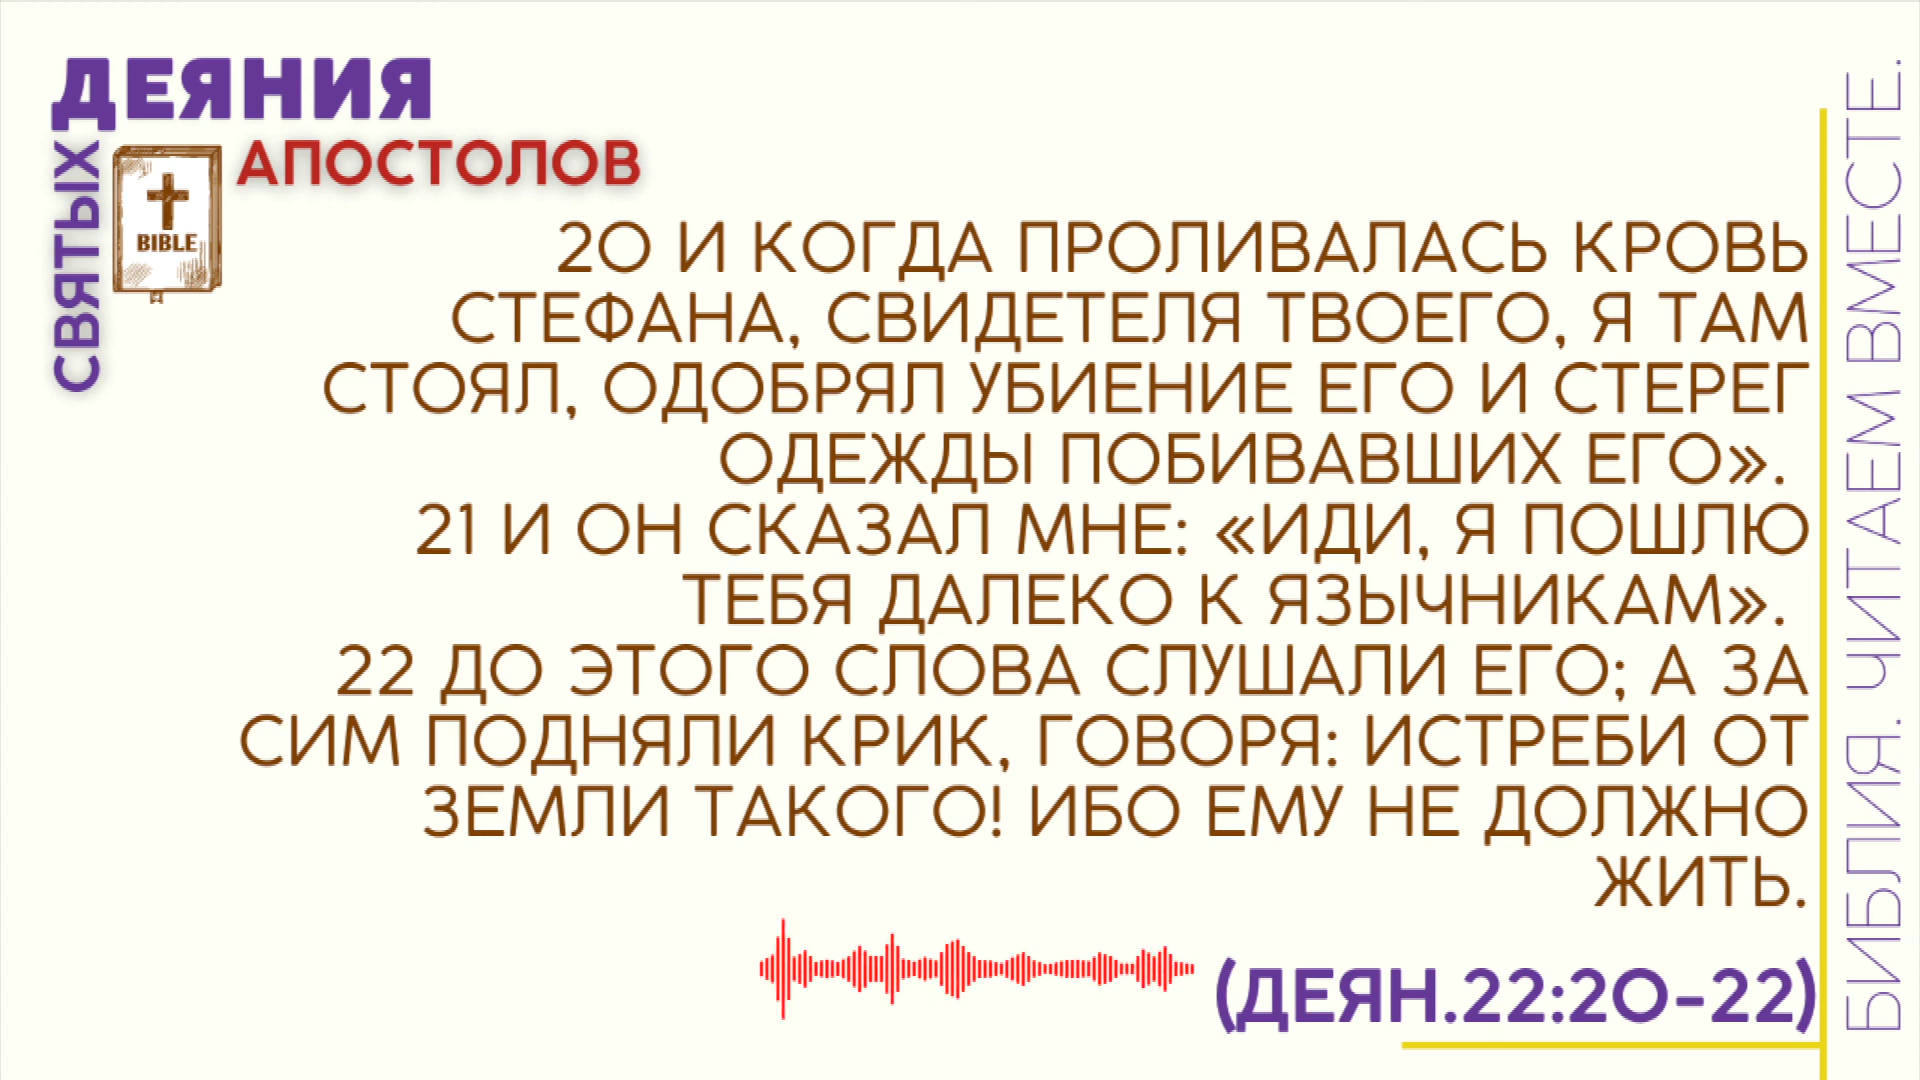 ДЕЯНИЯ
СВЯТЫХ
АПОСТОЛОВ
BIBLE
20 И КОГДА ПРОЛИВАЛАСЬ КРОВЬ
СТЕФАНА, СВИДЕТЕЛЯ ТВОЕГО, Я ТАМ
СТОЯЛ, ОДОБРЯЛ УБИЕНИЕ ЕГО И СТЕРЕГ
ОДЕЖДЫ ПОБИВАВШИХ ЕГО».
21 И ОН СКАЗАЛ МНЕ: «ИДИ, Я ПОШЛЮ
ТЕБЯ ДАЛЕКО К ЯЗЫЧНИКАМ».
22 ДО ЭТОГО СЛОВА СЛУШАЛИ ЕГО; А ЗА
СИМ ПОДНЯЛИ КРИК, ГОВОРЯ: ИСТРЕБИ ОТ
ЗЕМЛИ ТАКОГО! ИБО ЕМУ НЕ ДОЛЖНО
ЖИТЬ.
(ДЕЯН.22:20-22)
БИБЛИЯ. ЧИТАЕМ ВМЕСТЕ.